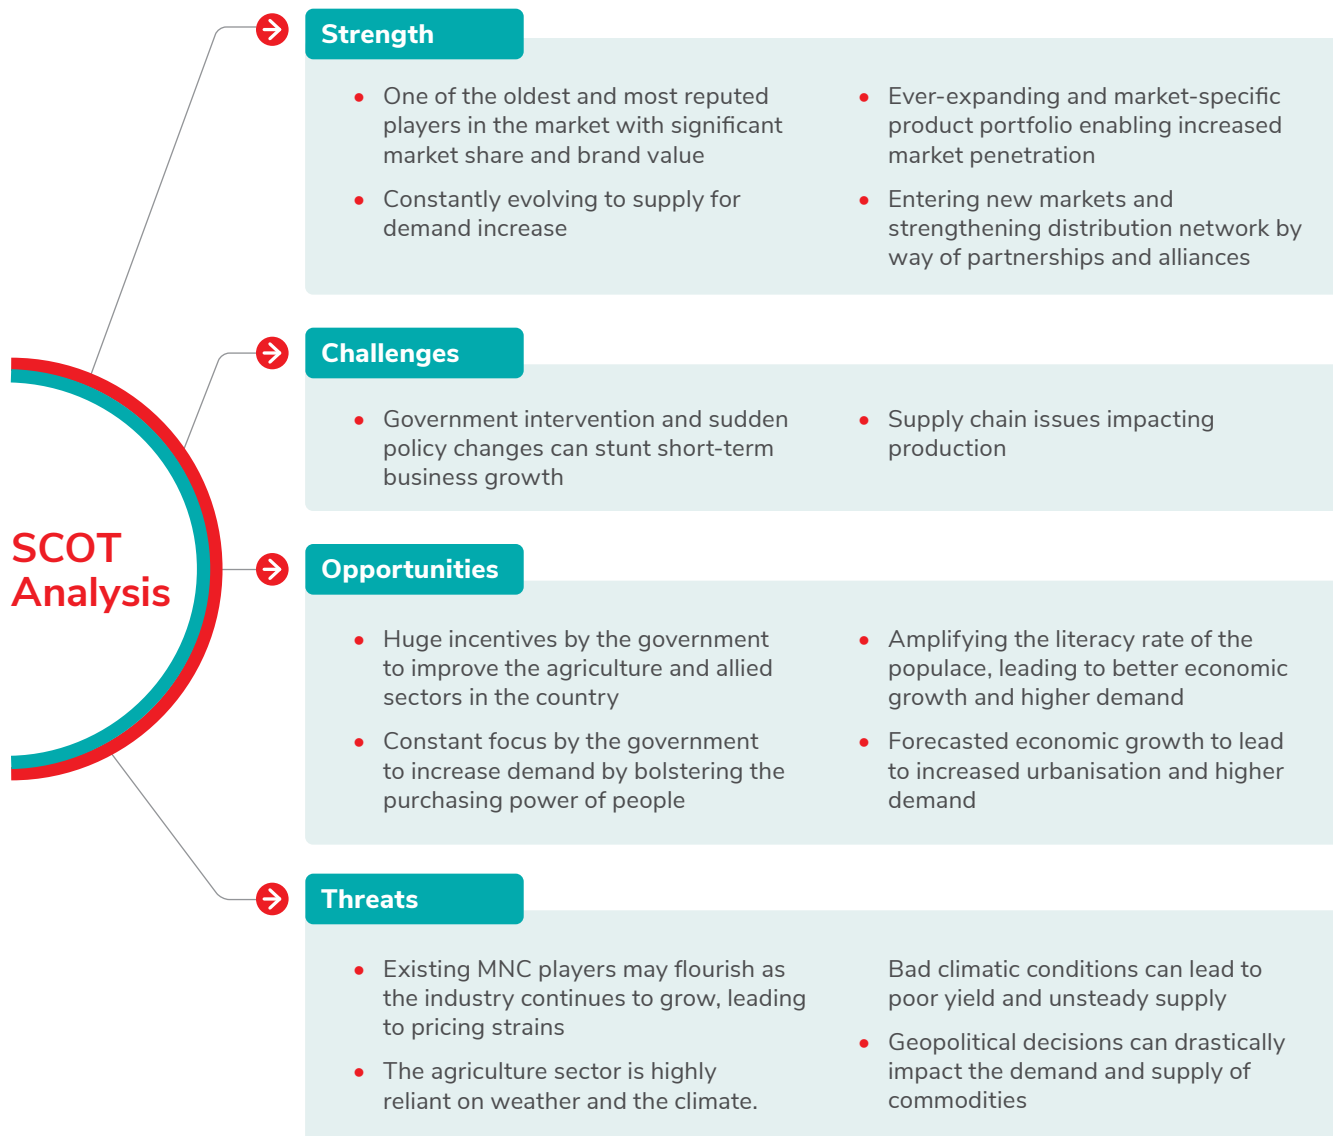 SCOT
Analysis
Strength
One of the oldest and most reputed
players in the market with significant
market share and brand value
Constantly evolving to supply for
demand increase
Ever-expanding and market-specific
product portfolio enabling increased
market penetration
Entering new markets and
strengthening distribution network by
way of partnerships and alliances
Challenges
Government intervention and sudden
policy changes can stunt short-term
business growth
Supply chain issues impacting
production
Opportunities
Huge incentives by the government
to improve the agriculture and allied
sectors in the country
Constant focus by the government
to increase demand by bolstering the
purchasing power of people
Amplifying the literacy rate of the
populace, leading to better economic
growth and higher demand
Forecasted economic growth to lead
to increased urbanisation and higher
demand
Threats
Existing MNC players may flourish as
the industry continues to grow, leading
to pricing strains
The agriculture sector is highly
reliant on weather and the climate.
Bad climatic conditions can lead to
poor yield and unsteady supply
Geopolitical decisions can drastically
impact the demand and supply of
commodities